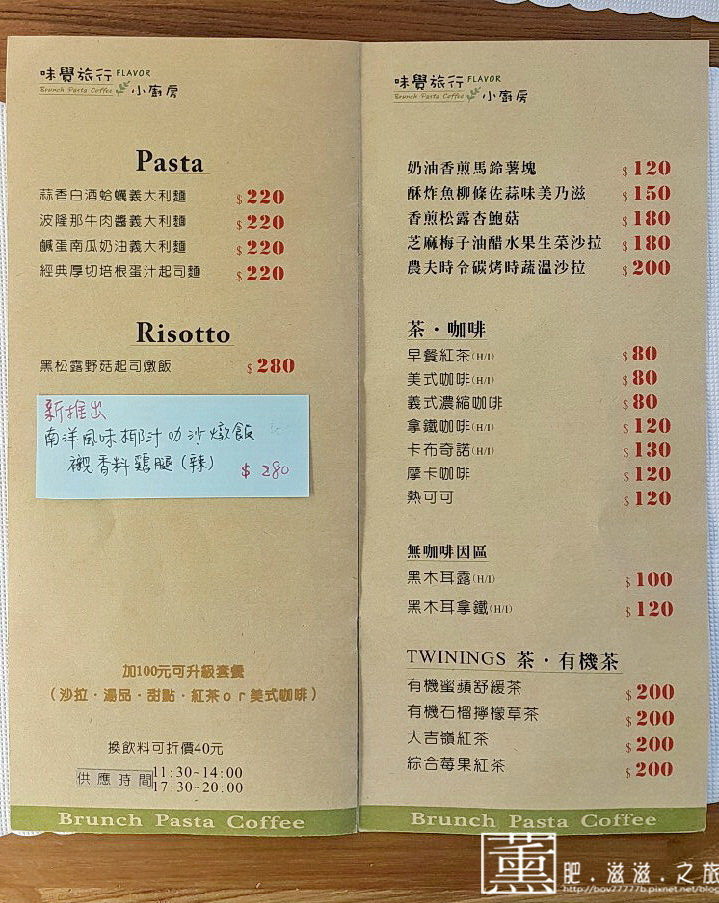 味覺旅行 FLAVOR
Brunch Pasta Coffee 小廚房
Pasta
蒜香白酒蛤蠣義大利麵 $220
波隆那牛肉醬義大利麵 $220
鹹蛋南瓜奶油義大利麵 $220
經典厚切培根蛋汁起司麵 $220
Risotto
黑松露野菇起司燉飯 $280
新推出
南洋風味椰汁叻沙燉飯
襯香料雞腿(辣) $280
加100元可升級套餐
(沙拉・湯品・甜點・紅茶or美式咖啡)
換飲料可折價40元
供應時間 11:30~14:00
17:30~20:00
Brunch Pasta Coffee
味覺旅行 FLAVOR
Brunch Pasta Coffee 小廚房
奶油香煎馬鈴薯塊 $120
酥炸魚柳條佐蒜味美乃滋 $150
香煎松露杏鮑菇 $180
芝麻梅子油醋水果生菜沙拉 $180
農夫時令碳烤時蔬溫沙拉 $200
茶・咖啡
早餐紅茶(H/I) $80
美式咖啡(H/I) $80
義式濃縮咖啡 $80
拿鐵咖啡(H/I) $120
卡布奇諾(H/I) $130
摩卡咖啡 $120
熱可可 $120
無咖啡因區
黑木耳露(H/I) $100
黑木耳拿鐵(H/I) $120
TWININGS 茶・有機茶
有機蜜蘋舒緩茶 $200
有機石榴檸檬草茶 $200
大吉嶺紅茶 $200
綜合莓果紅茶 $200
Brunch Pasta Coffee
薰 肥.滋滋.之旅
http://bov27777b.pixnet.net/blog